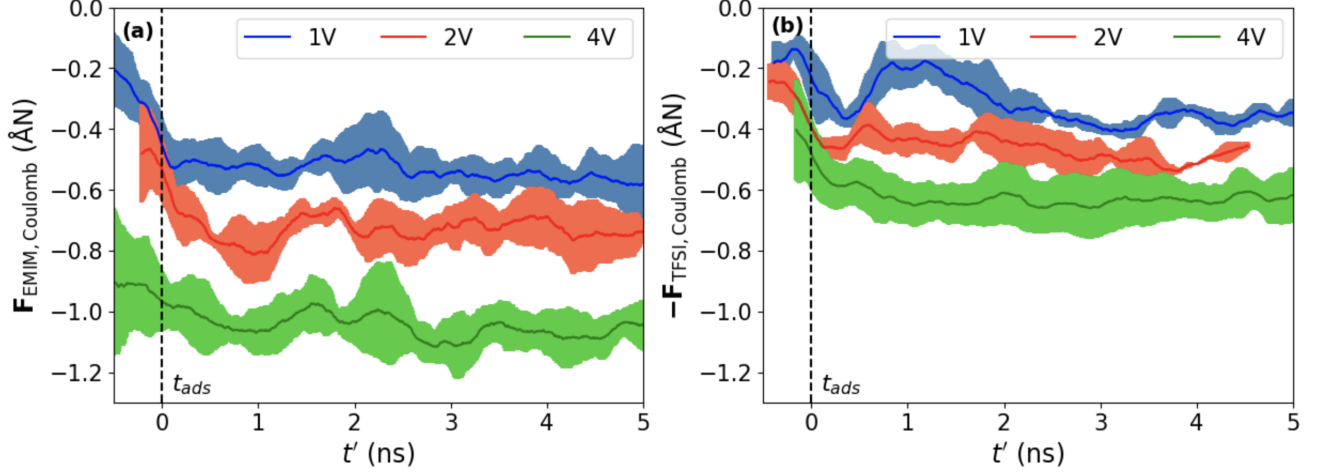 (a)
1V 2V 4V
0.0
−0.2
−0.4
−0.6
−0.8
−1.0
−1.2
F_EMIM, Coulomb (ÅN)
t_ads
0 1 2 3 4 5
t′ (ns)
(b)
1V 2V 4V
0.0
−0.2
−0.4
−0.6
−0.8
−1.0
−1.2
−F_TFSI, Coulomb (ÅN)
t_ads
0 1 2 3 4 5
t′ (ns)